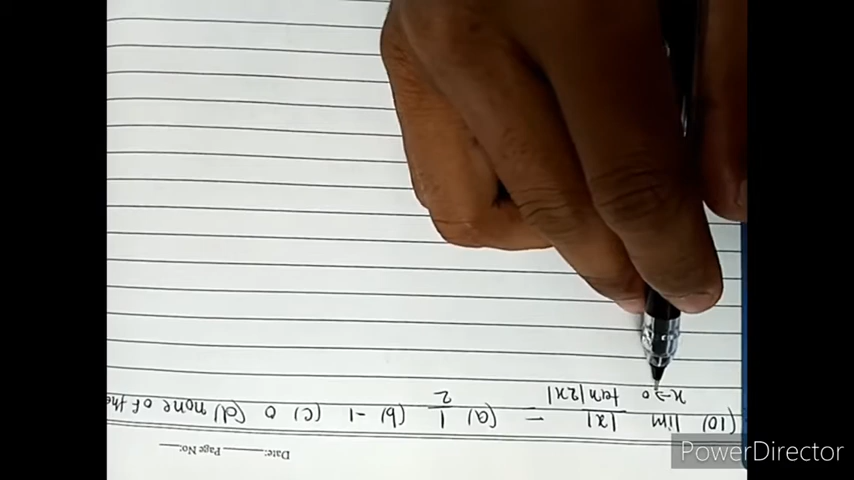 Date: Page No:
(10) lim |x| = (a) 1 (b) -1 (c) 0 (d) none of the
x→0 tan|2x| 2
PowerDirector